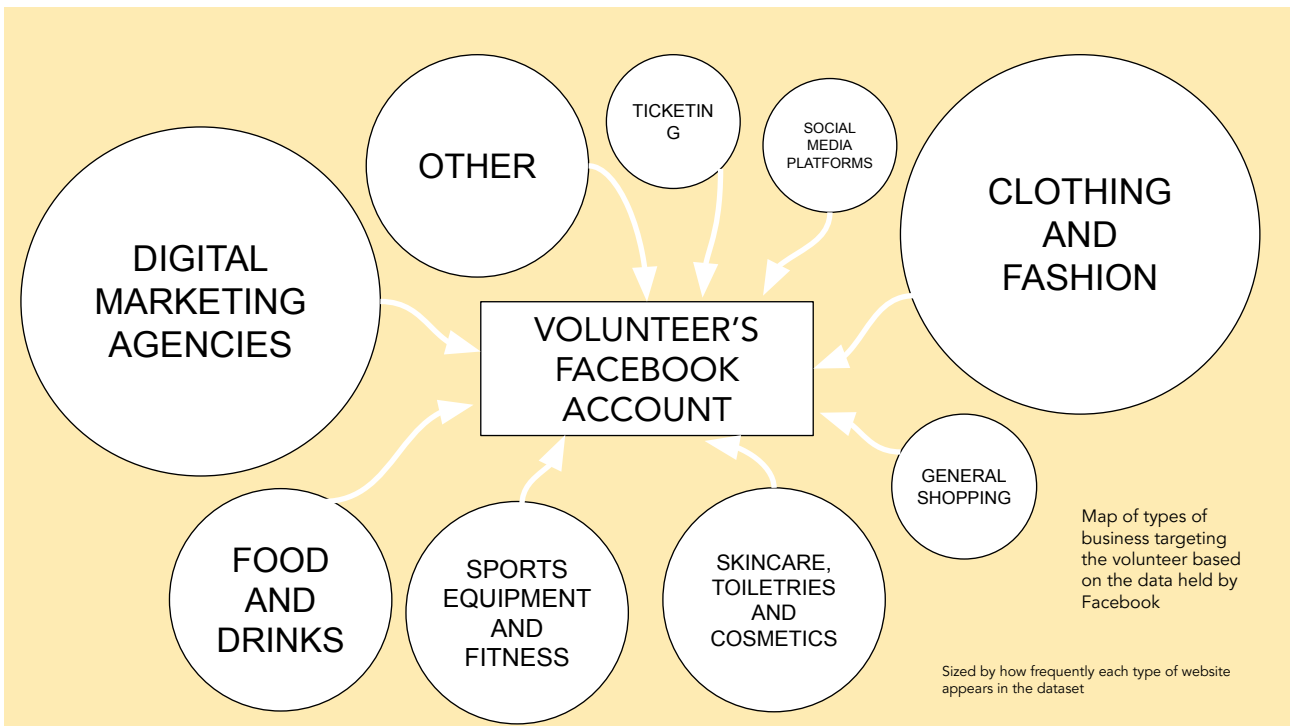 TICKETIN
G
SOCIAL
MEDIA
PLATFORMS
OTHER
CLOTHING
AND
FASHION
DIGITAL
MARKETING
AGENCIES
VOLUNTEER’S
FACEBOOK
ACCOUNT
GENERAL
SHOPPING
FOOD
AND
DRINKS
SPORTS
EQUIPMENT
AND
FITNESS
SKINCARE,
TOILETRIES
AND
COSMETICS
Map of types of
business targeting
the volunteer based
on the data held by
Facebook
Sized by how frequently each type of website
appears in the dataset